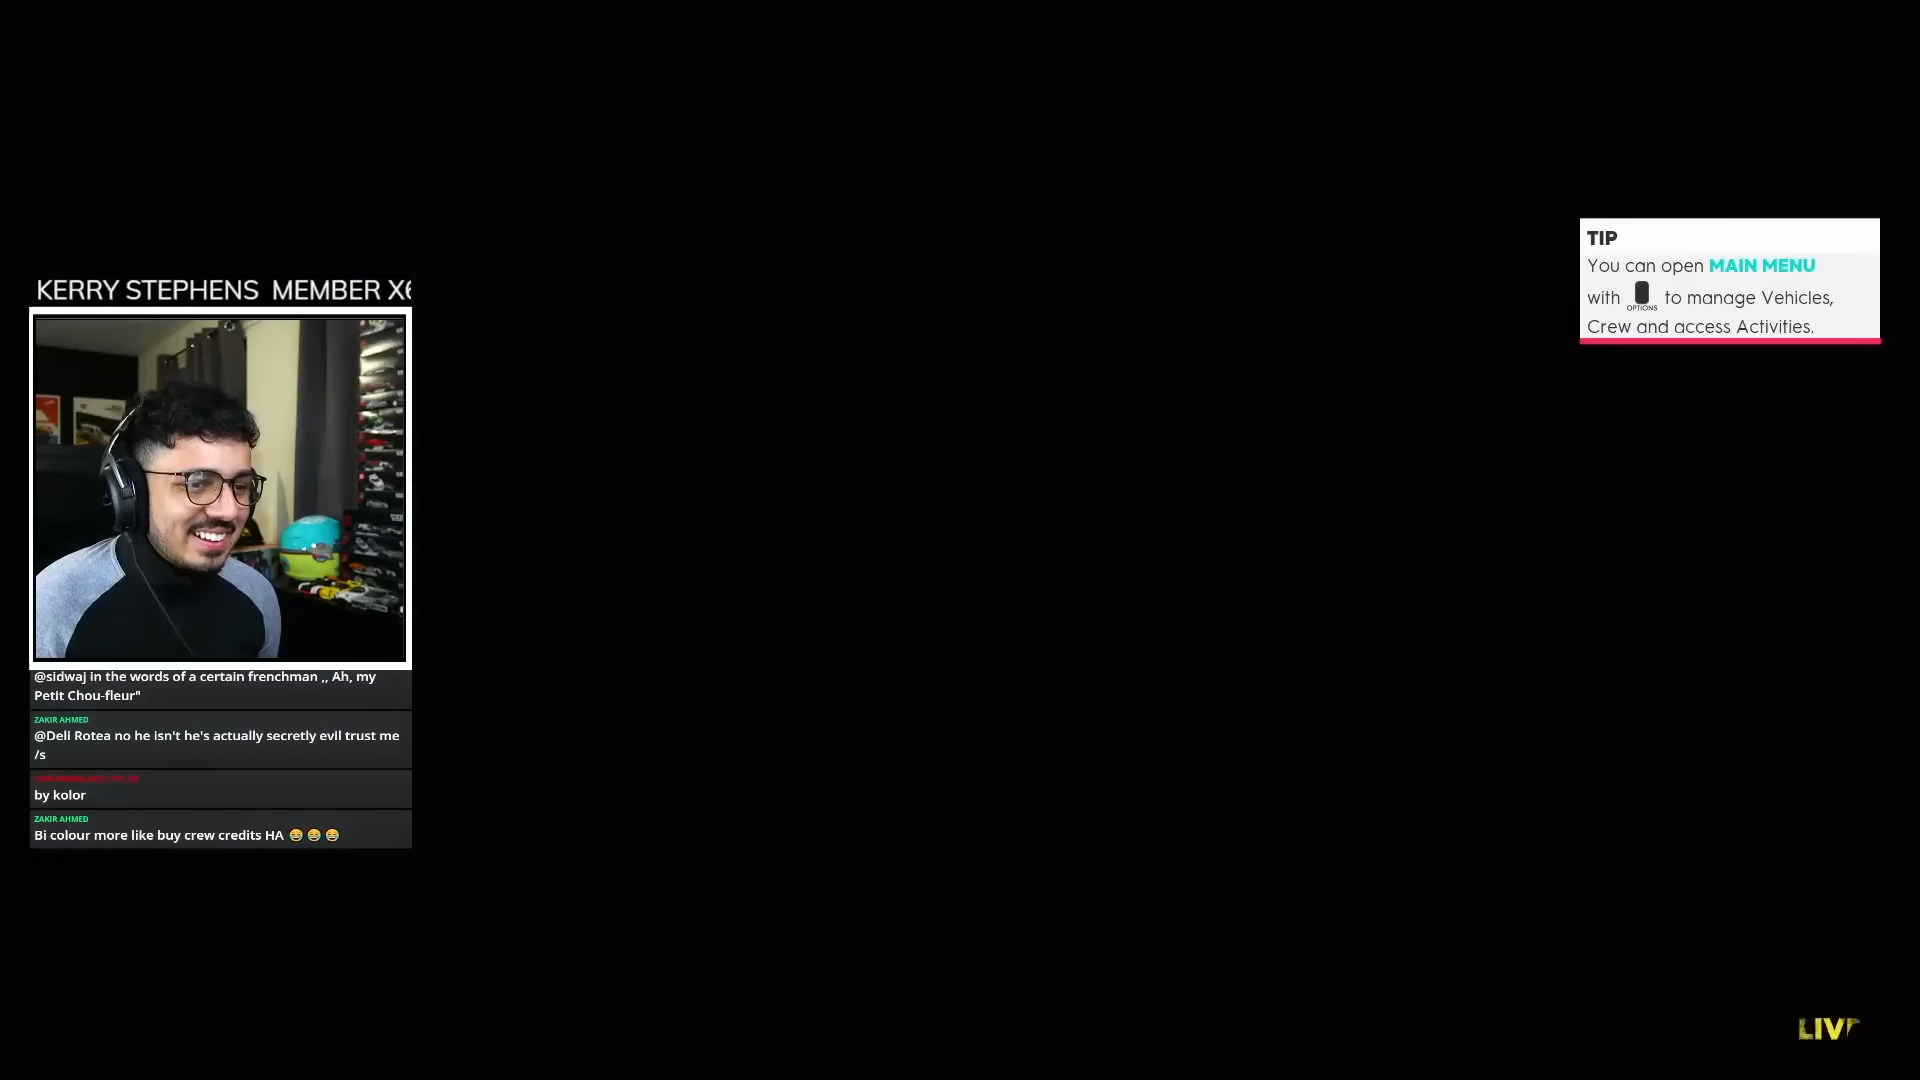 KERRY STEPHENS MEMBER X6
@sidwaj in the words of a certain frenchman ,, Ah, my
Petit Chou-fleur"
ZAKIR AHMED
@Deli Rotea no he isn't he's actually secretly evil trust me
/s
by kolor
ZAKIR AHMED
Bi colour more like buy crew credits HA 😂 😂 😂
TIP
You can open MAIN MENU
with OPTIONS to manage Vehicles,
Crew and access Activities.